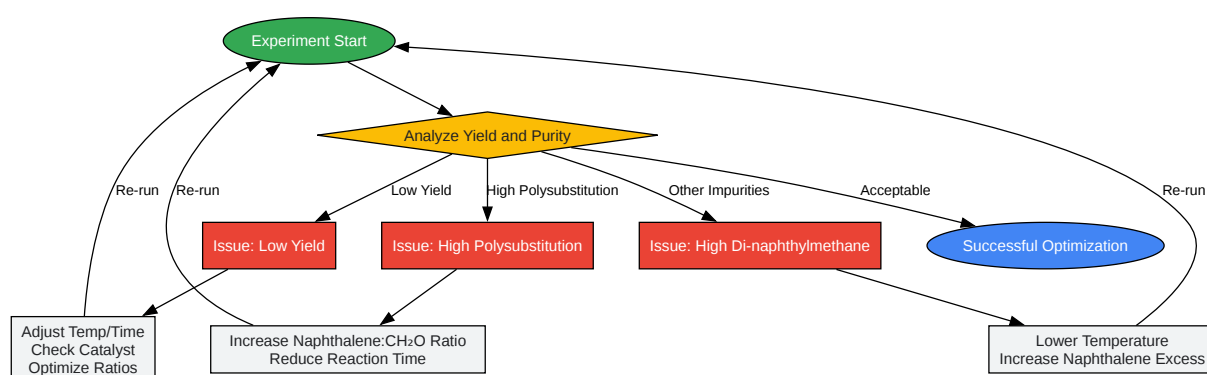 Experiment Start
Analyze Yield and Purity
Re-run
Re-run
Low Yield
High Polysubstitution
Other Impurities
Acceptable
Re-run
Issue: Low Yield
Issue: High Polysubstitution
Issue: High Di-naphthylmethane
Successful Optimization
Adjust Temp/Time
Check Catalyst
Optimize Ratios
Increase Naphthalene:CH₂O Ratio
Reduce Reaction Time
Lower Temperature
Increase Naphthalene Excess